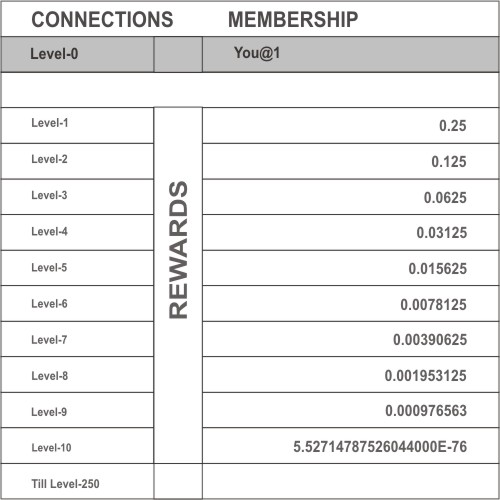 CONNECTIONS MEMBERSHIP
Level-0 You@1
REWARDS
Level-1 0.25
Level-2 0.125
Level-3 0.0625
Level-4 0.03125
Level-5 0.015625
Level-6 0.0078125
Level-7 0.00390625
Level-8 0.001953125
Level-9 0.000976563
Level-10 5.52714787526044000E-76
Till Level-250